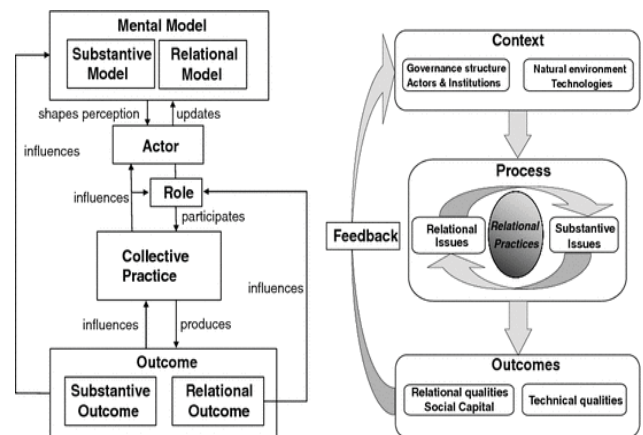 Mental Model
Substantive
Model
Relational
Model
shapes perception
updates
influences
Actor
influences
Role
participates
Collective
Practice
influences
influences
produces
Outcome
Substantive
Outcome
Relational
Outcome
Context
Governance structure
Actors & Institutions
Natural environment
Technologies
Process
Relational
Issues
Relational
Practices
Substantive
Issues
Feedback
Outcomes
Relational qualities
Social Capital
Technical qualities